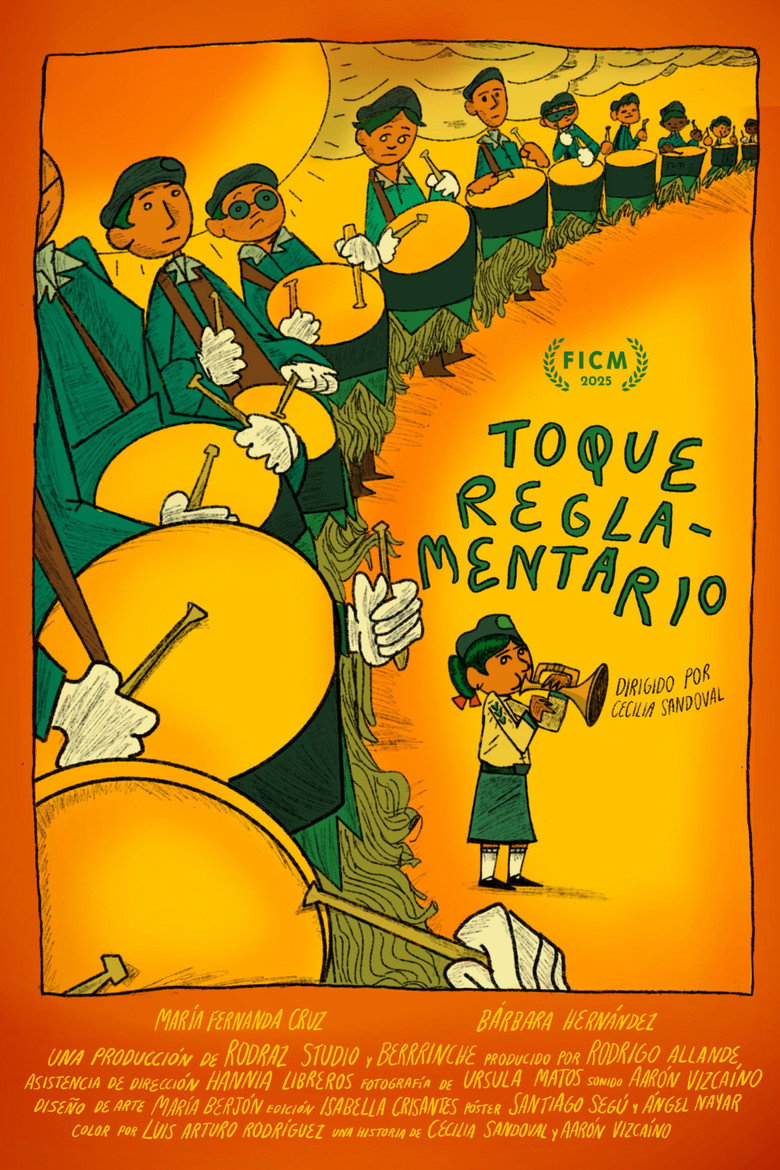 FICM
2025
TOQUE
REGLA-
MENTARIO
DIRIGIDO POR
CECILIA SANDOVAL
MARÍA FERNANDA CRUZ BÁRBARA HERNÁNDEZ
UNA PRODUCCIÓN DE RODRAZ STUDIO Y BERRRINCHE PRODUCIDO POR RODRIGO ALLANDE,
ASISTENCIA DE DIRECCIÓN HANNIA LIBREROS FOTOGRAFÍA DE URSULA MATOS SONIDO AARÓN VIZCAÍNO
DISEÑO DE ARTE MARÍA BERJÓN EDICIÓN ISABELLA CRISANTES PÓSTER SANTIAGO SEGÚ Y ÁNGEL NAYAR
COLOR POR LUIS ARTURO RODRÍGUEZ UNA HISTORIA DE CECILIA SANDOVAL Y AARÓN VIZCAÍNO